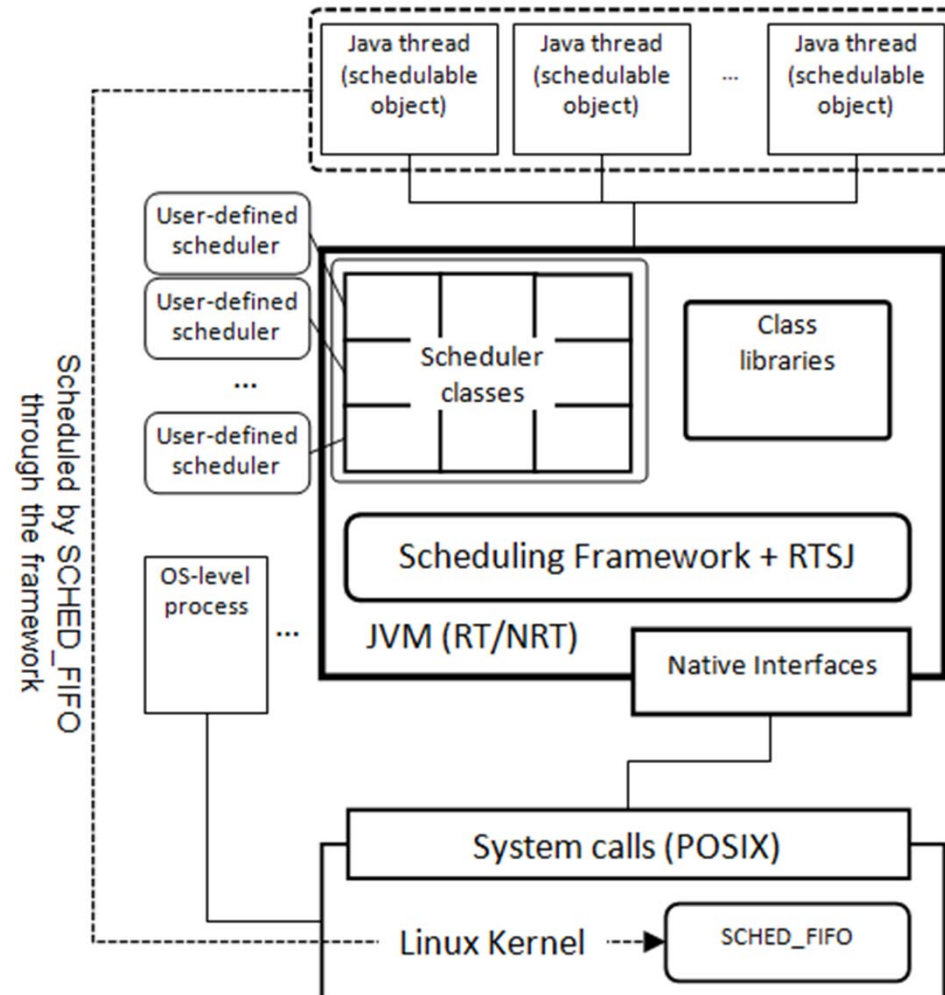 Java thread
(schedulable
object)
Java thread
(schedulable
object)
...
Java thread
(schedulable
object)
User-defined
scheduler
User-defined
scheduler
...
User-defined
scheduler
Scheduler
classes
Class
libraries
Scheduled by SCHED_FIFO
through the framework
OS-level
process
...
Scheduling Framework + RTSJ
JVM (RT/NRT)
Native Interfaces
System calls (POSIX)
Linux Kernel
SCHED_FIFO